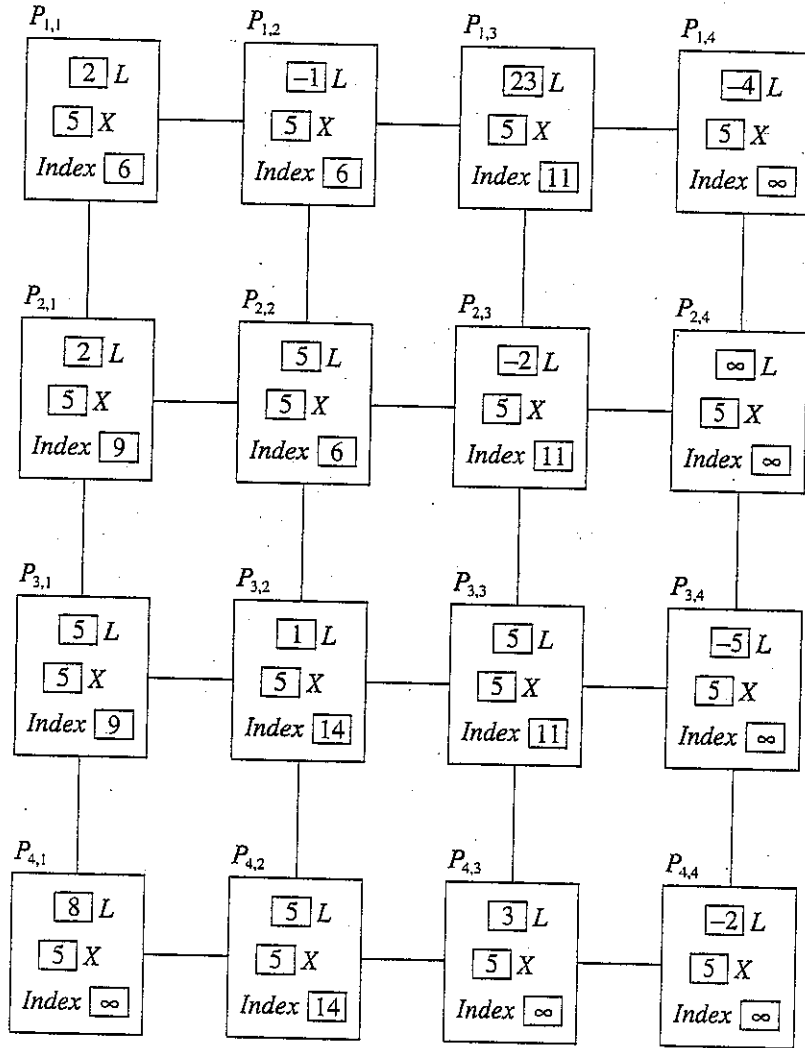 P1,1 P1,2 P1,3 P1,4
2 L -1 L 23 L -4 L
5 X 5 X 5 X 5 X
Index 6 Index 6 Index 11 Index ∞
P2,1 P2,2 P2,3 P2,4
2 L 5 L -2 L ∞ L
5 X 5 X 5 X 5 X
Index 9 Index 6 Index 11 Index ∞
P3,1 P3,2 P3,3 P3,4
5 L 1 L 5 L -5 L
5 X 5 X 5 X 5 X
Index 9 Index 14 Index 11 Index ∞
P4,1 P4,2 P4,3 P4,4
8 L 5 L 3 L -2 L
5 X 5 X 5 X 5 X
Index ∞ Index 14 Index ∞ Index ∞